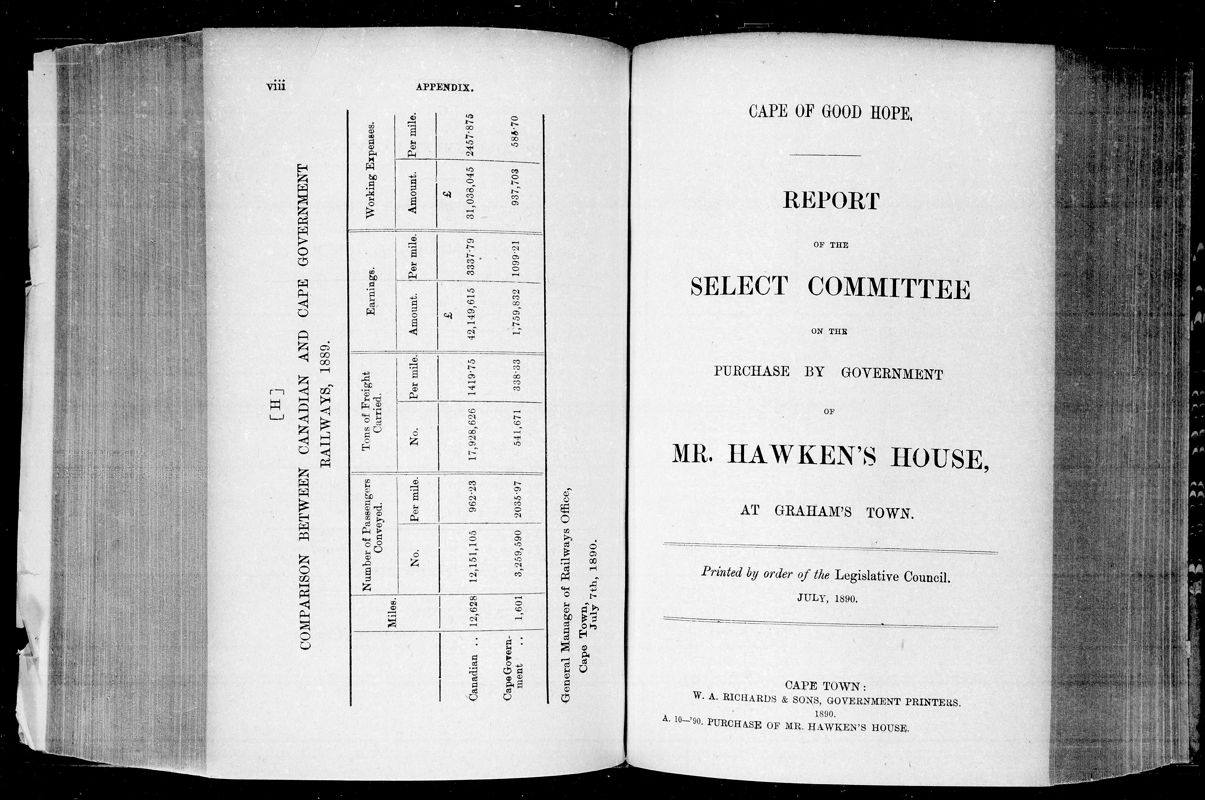 viii
APPENDIX.
[H]
COMPARISON BETWEEN CANADIAN AND CAPE GOVERNMENT
RAILWAYS, 1889.
Miles. Number of Passengers Conveyed. Tons of Freight Carried. Earnings. Working Expenses.
No. Per mile. No. Per mile. Amount. Per mile. Amount. Per mile.
£ £
Canadian .. 12,628 12,151,105 962·23 17,928,626 1419·75 42,149,615 3337·79 31,038,045 2457·875
Cape Govern-
ment .. 1,601 3,259,590 2035·97 541,671 338·33 1,759,832 1099·21 937,703 585·70
General Manager of Railways Office,
Cape Town,
July 7th, 1890.
CAPE OF GOOD HOPE,
REPORT
OF THE
SELECT COMMITTEE
ON THE
PURCHASE BY GOVERNMENT
OF
MR. HAWKEN'S HOUSE,
AT GRAHAM'S TOWN.
Printed by order of the Legislative Council.
JULY, 1890.
CAPE TOWN:
W. A. RICHARDS & SONS, GOVERNMENT PRINTERS.
1890.
A. 10—'90. PURCHASE OF MR. HAWKEN'S HOUSE.